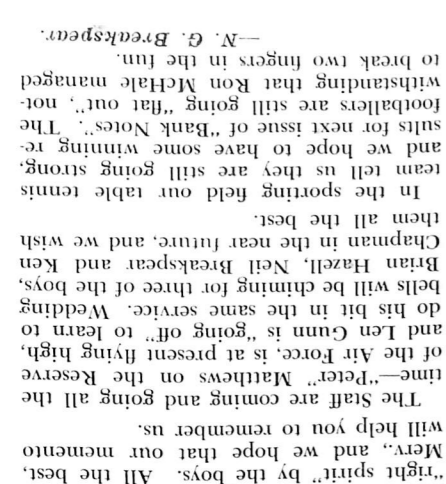 "right spirit" by the boys. All the best,
Merv., and we hope that our memento
will help you to remember us.
The Staff are coming and going all the
time—"Peter" Matthews on the Reserve
of the Air Force, is at present flying high,
and Len Gunn is "going off" to learn to
do his bit in the same service. Wedding
bells will be chiming for three of the boys,
Brian Hazell, Neil Breakspear and Ken
Chapman in the near future, and we wish
them all the best.
In the sporting field our table tennis
team tell us they are still going strong,
and we hope to have some winning re-
sults for next issue of "Bank Notes". The
footballers are still going "flat out", not-
withstanding that Ron McHale managed
to break two fingers in the fun.
—N. G. Breakspear.